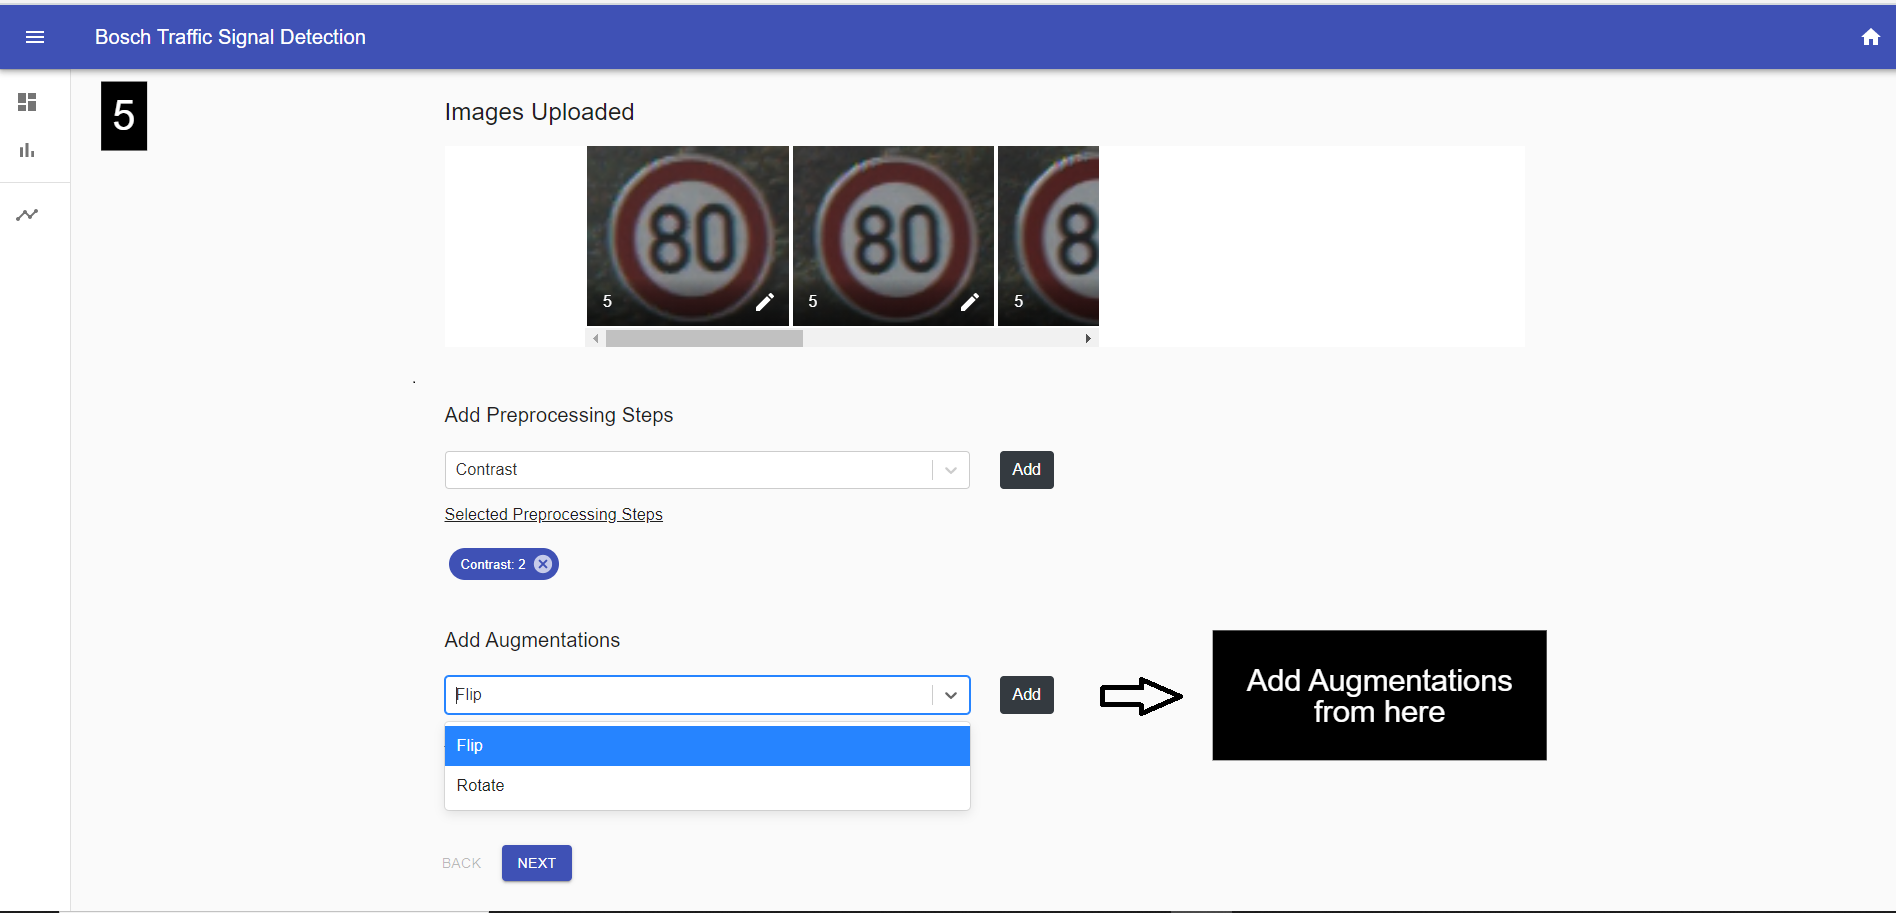 Bosch Traffic Signal Detection
5
Images Uploaded
80
5
80
5
8
5
Add Preprocessing Steps
Contrast
Add
Selected Preprocessing Steps
Contrast: 2
Add Augmentations
Flip
Add
Add Augmentations
from here
Flip
Rotate
BACK
NEXT